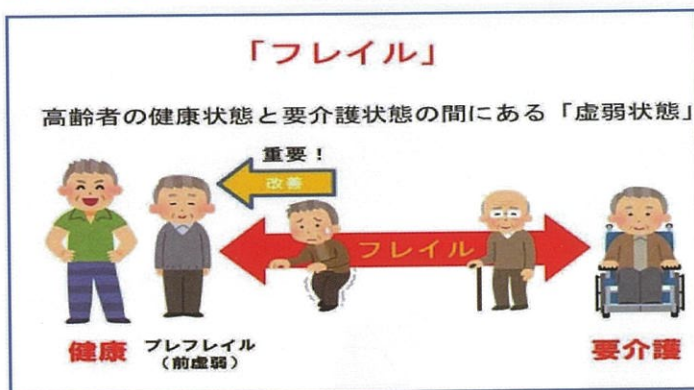 「フレイル」
高齢者の健康状態と要介護状態の間にある「虚弱状態」
重要！
改善
フレイル
健康
プレフレイル
（前虚弱）
要介護